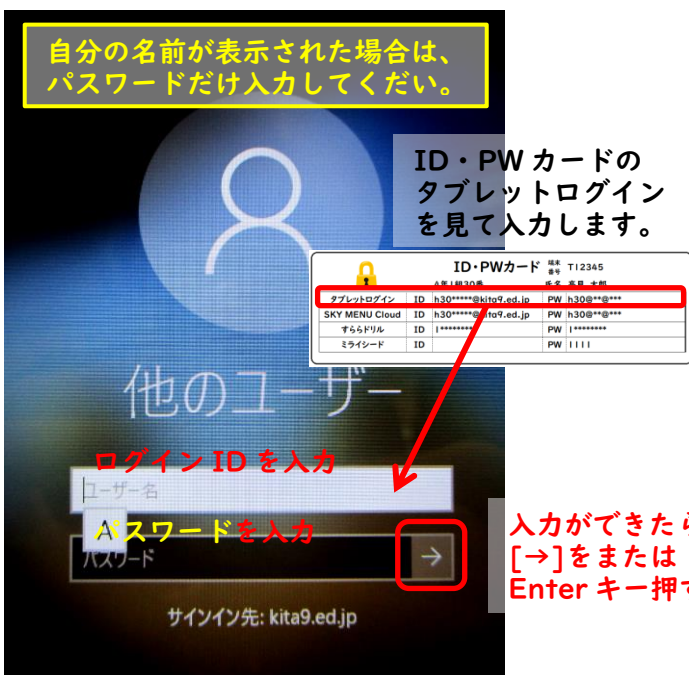 自分の名前が表示された場合は、
パスワードだけ入力してくだい。
ID・PW カードの
タブレットログイン
を見て入力します。
ID・PWカード 端末番号 T12345
A年1組30番 氏名
タブレットログイン ID h30*****@kita9.ed.jp PW h30@**@***
SKY MENU Cloud ID h30*****@kita9.ed.jp PW h30@**@***
すららドリル ID 1******** PW 1********
ミライシード ID PW 1111
他のユーザー
ログイン ID を入力
ユーザー名
A
パスワードを入力
パスワード
→
入力ができたら
[→]をまたは
Enter キー押す
サインイン先: kita9.ed.jp